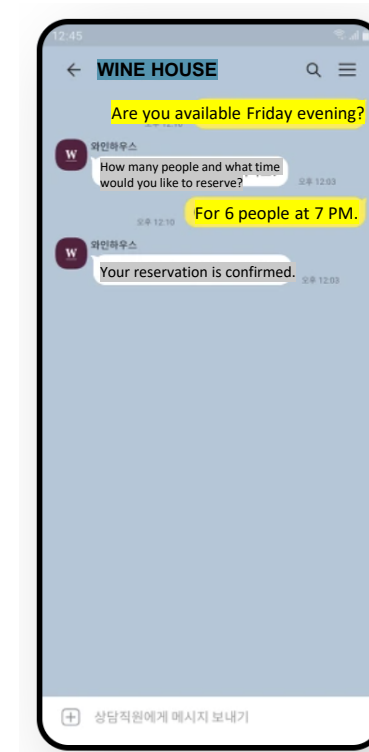 12:45
WINE HOUSE
Are you available Friday evening?
와인하우스
W
How many people and what time
would you like to reserve?
오후 12:03
For 6 people at 7 PM.
오후 12:10
와인하우스
W
Your reservation is confirmed.
오후 12:03
상담직원에게 메시지 보내기